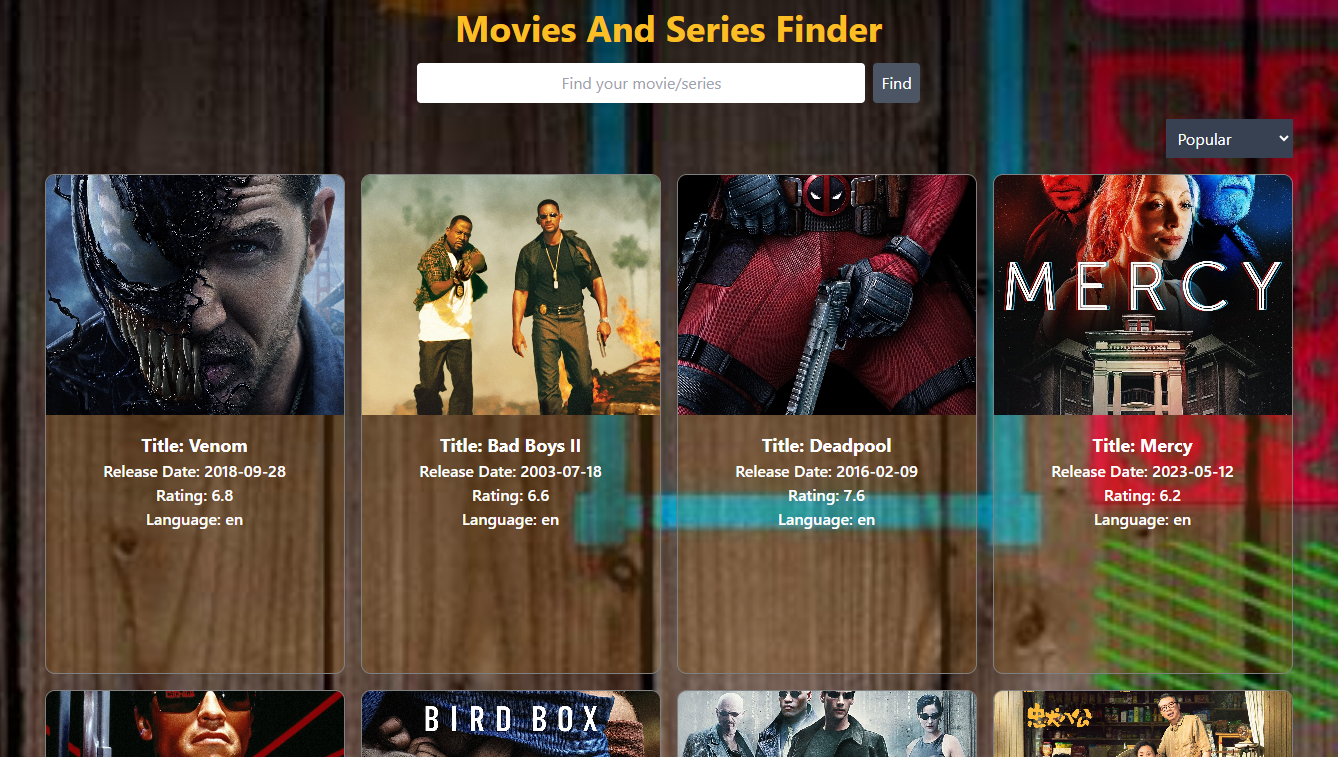 Movies And Series Finder
Find your movie/series
Find
Popular
MERCY
Title: Venom
Release Date: 2018-09-28
Rating: 6.8
Language: en
Title: Bad Boys II
Release Date: 2003-07-18
Rating: 6.6
Language: en
Title: Deadpool
Release Date: 2016-02-09
Rating: 7.6
Language: en
Title: Mercy
Release Date: 2023-05-12
Rating: 6.2
Language: en
BIRD BOX
忠犬八公